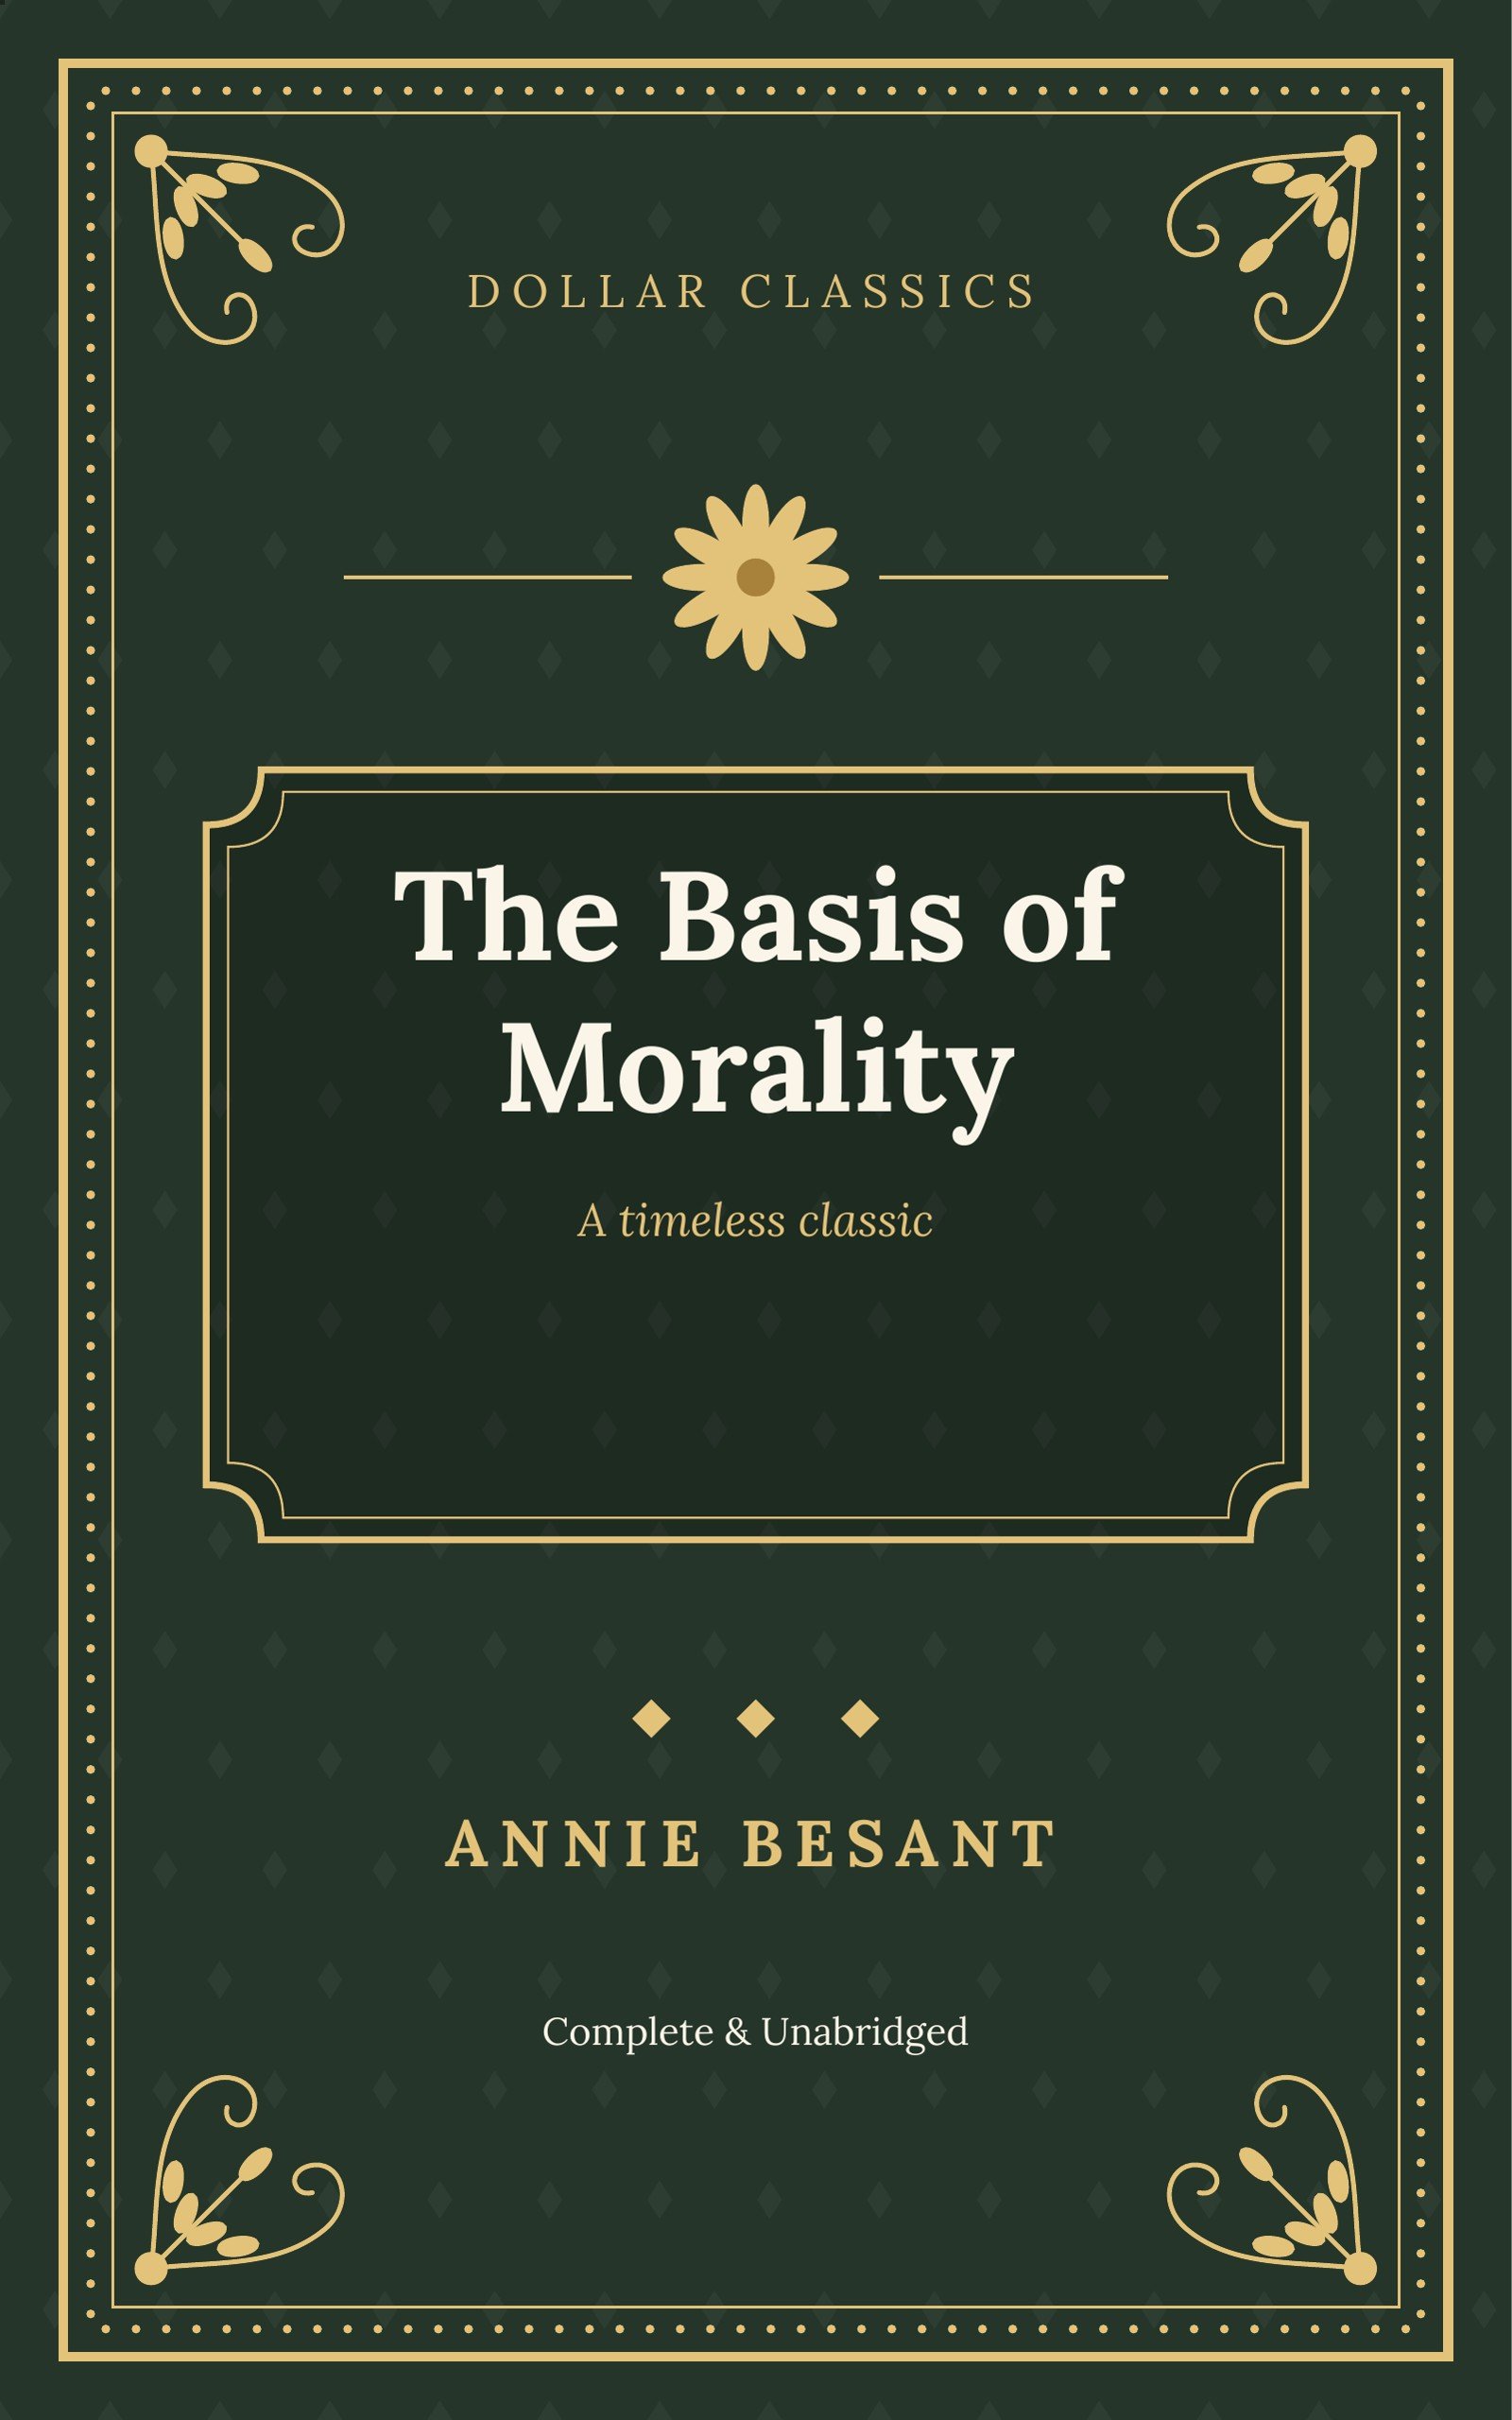 DOLLAR CLASSICS
The Basis of
Morality
A timeless classic
ANNIE BESANT
Complete & Unabridged